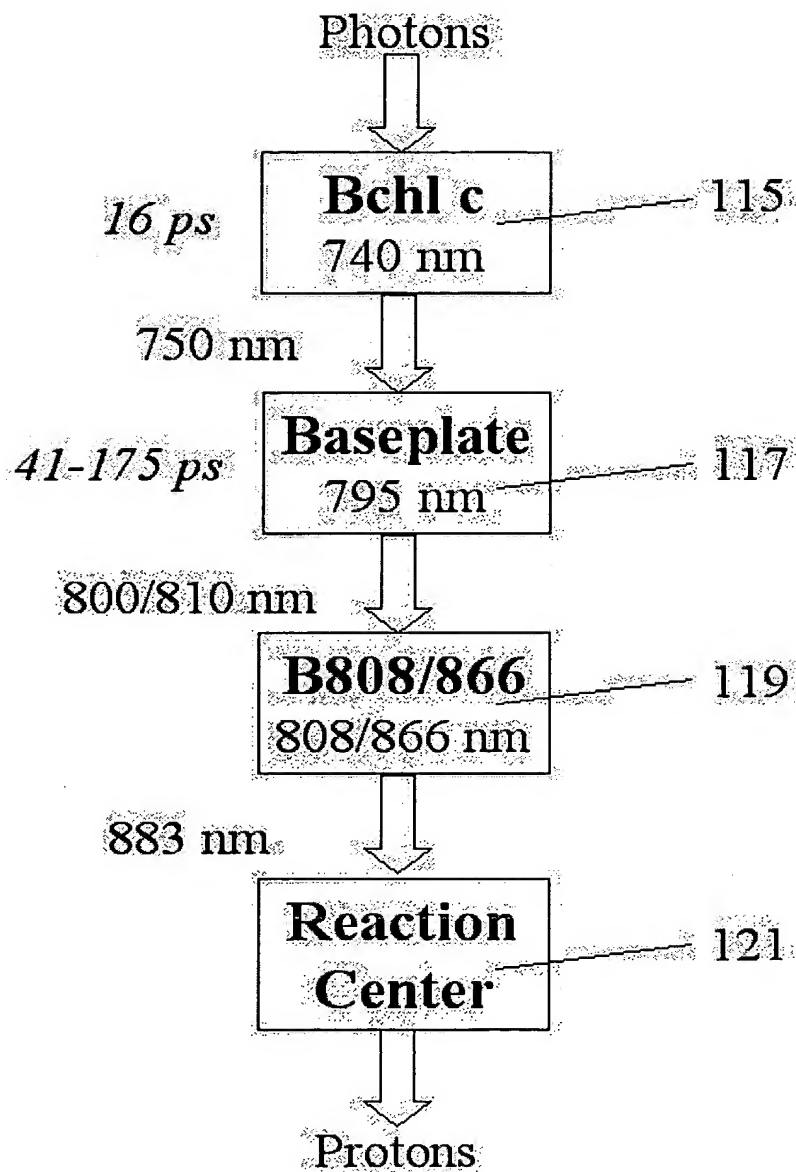 Photons
Bchl c
740 nm
16 ps
115
750 nm
Baseplate
795 nm
41-175 ps
117
800/810 nm
B808/866
808/866 nm
119
883 nm
Reaction
Center
121
Protons